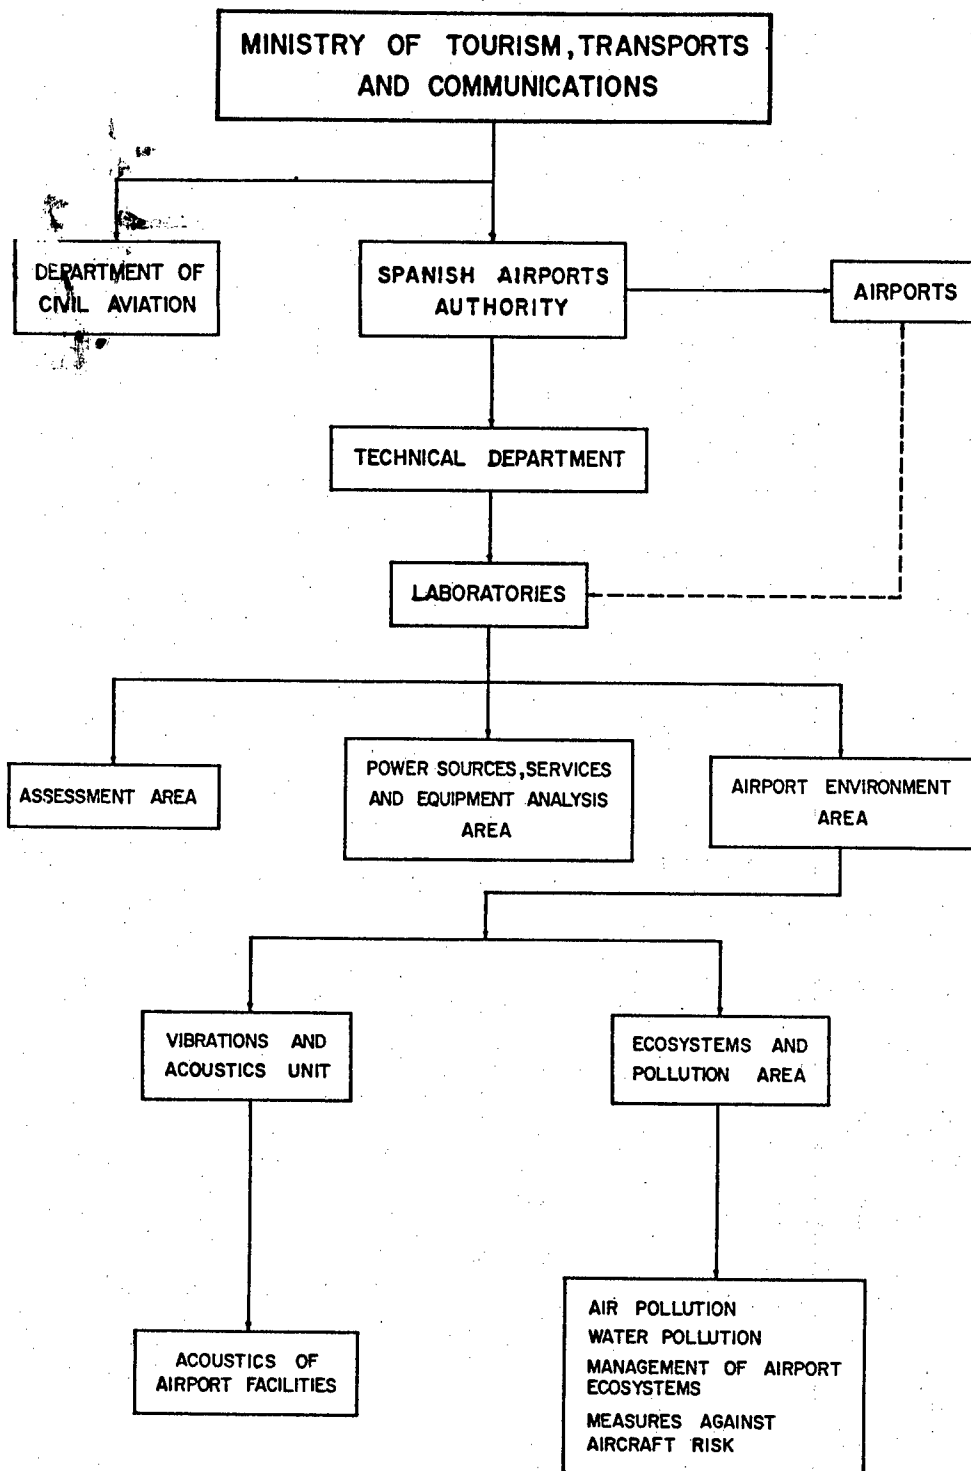 MINISTRY OF TOURISM, TRANSPORTS
AND COMMUNICATIONS
DEPARTMENT OF
CIVIL AVIATION
SPANISH AIRPORTS
AUTHORITY
AIRPORTS
TECHNICAL DEPARTMENT
LABORATORIES
ASSESSMENT AREA
POWER SOURCES, SERVICES
AND EQUIPMENT ANALYSIS
AREA
AIRPORT ENVIRONMENT
AREA
VIBRATIONS AND
ACOUSTICS UNIT
ECOSYSTEMS AND
POLLUTION AREA
ACOUSTICS OF
AIRPORT FACILITIES
AIR POLLUTION
WATER POLLUTION
MANAGEMENT OF AIRPORT
ECOSYSTEMS
MEASURES AGAINST
AIRCRAFT RISK